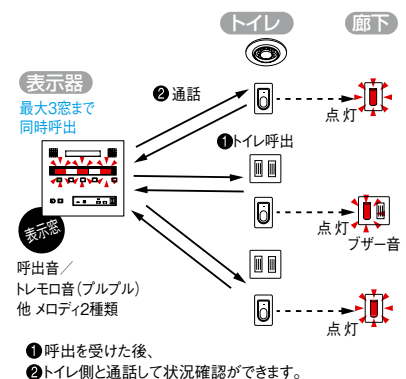 トイレ
廊下
表示器
最大3窓まで
同時呼出
❷通話
点灯
❶トイレ呼出
表示窓
点灯
ブザー音
呼出音／
トレモロ音(プルプル)
他 メロディ2種類
点灯
❶呼出を受けた後、
❷トイレ側と通話して状況確認ができます。